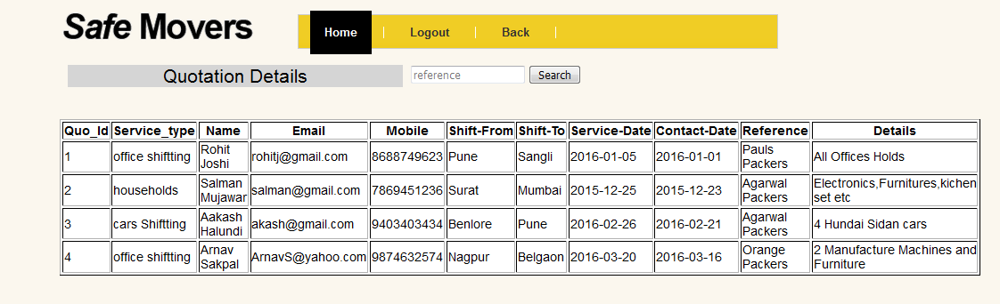 Safe Movers
Home Logout Back
Quotation Details reference Search
Quo_Id Service_type Name Email Mobile Shift-From Shift-To Service-Date Contact-Date Reference Details
1 office shiftting Rohit Joshi rohitj@gmail.com 8688749623 Pune Sangli 2016-01-05 2016-01-01 Pauls Packers All Offices Holds
2 households Salman Mujawar salman@gmail.com 7869451236 Surat Mumbai 2015-12-25 2015-12-23 Agarwal Packers Electronics,Furnitures,kichen set etc
3 cars Shiftting Aakash Halundi akash@gmail.com 9403403434 Benlore Pune 2016-02-26 2016-02-21 Agarwal Packers 4 Hundai Sidan cars
4 office shiftting Arnav Sakpal ArnavS@yahoo.com 9874632574 Nagpur Belgaon 2016-03-20 2016-03-16 Orange Packers 2 Manufacture Machines and Furniture